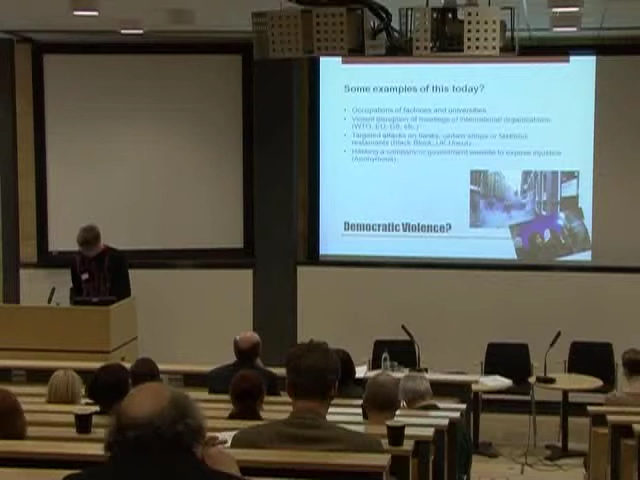 Some examples of this today?
• Occupations of factories and universities
• Violent disruption of meetings of international organisations
(WTO, EU, G8, etc.)
• Targeted attacks on banks, certain shops or
restaurants (Black Block, UK Uncut)
• Hacking a company or government website to expose injustice
(Anonymous)
Democratic Violence?